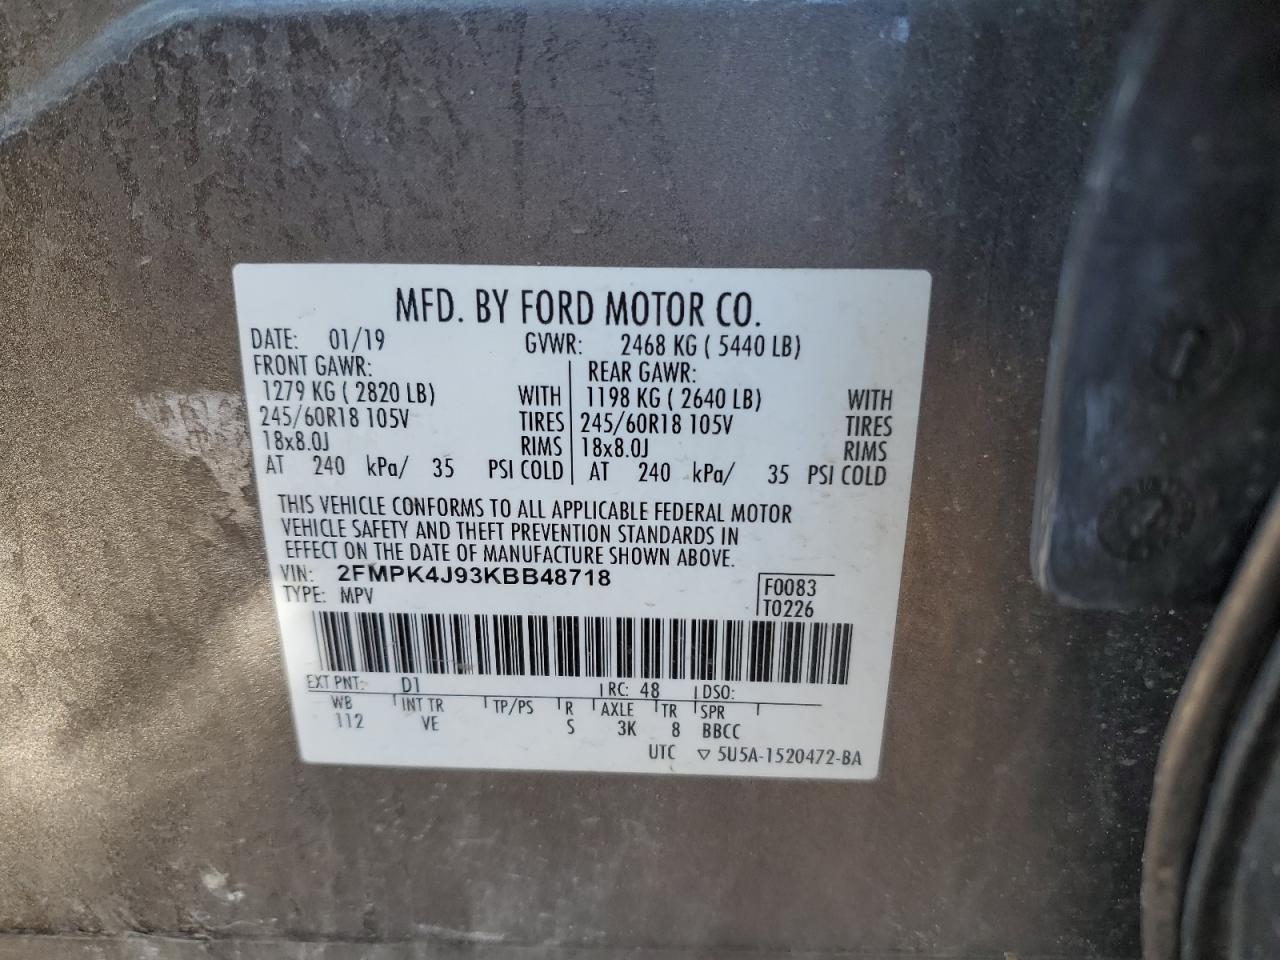 MFD. BY FORD MOTOR CO.
DATE: 01/19 GVWR: 2468 KG ( 5440 LB)
FRONT GAWR: REAR GAWR:
1279 KG ( 2820 LB) WITH 1198 KG ( 2640 LB) WITH
245/60R18 105V TIRES 245/60R18 105V TIRES
18x8.0J RIMS 18x8.0J RIMS
AT 240 kPa/ 35 PSI COLD AT 240 kPa/ 35 PSI COLD
THIS VEHICLE CONFORMS TO ALL APPLICABLE FEDERAL MOTOR
VEHICLE SAFETY AND THEFT PREVENTION STANDARDS IN
EFFECT ON THE DATE OF MANUFACTURE SHOWN ABOVE.
VIN: 2FMPK4J93KBB48718
TYPE: MPV
F0083
T0226
EXT PNT: D1 RC: 48 DSO:
WB INT TR TP/PS R AXLE TR SPR
112 VE S 3K 8 BBCC
UTC ▽ 5U5A-1520472-BA